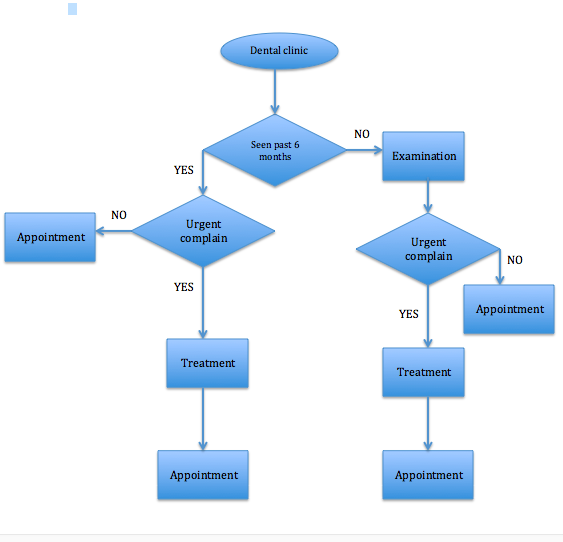 Dental clinic
NO
Seen past 6
months
Examination
YES
NO
Urgent
complain
Appointment
Urgent
complain
NO
YES
Appointment
YES
Treatment
Treatment
Appointment
Appointment